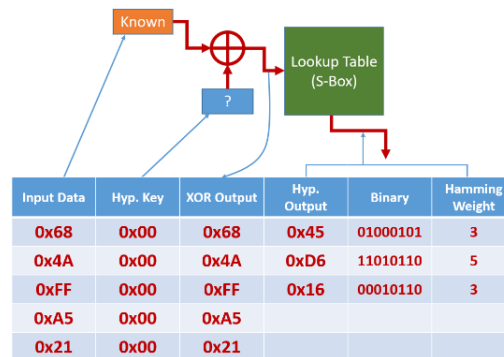 Known
Lookup Table
(S-Box)
?
Input Data Hyp. Key XOR Output Hyp. Output Binary Hamming Weight
0x68 0x00 0x68 0x45 01000101 3
0x4A 0x00 0x4A 0xD6 11010110 5
0xFF 0x00 0xFF 0x16 00010110 3
0xA5 0x00 0xA5
0x21 0x00 0x21